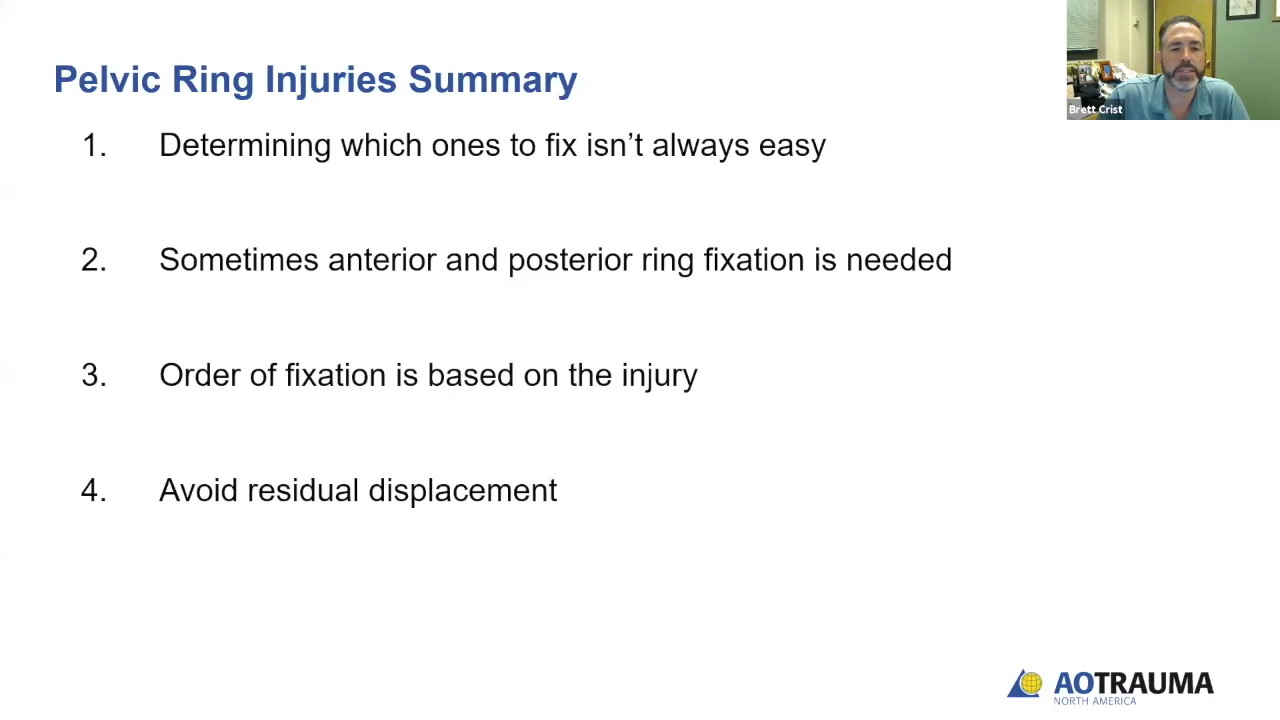 Pelvic Ring Injuries Summary
Brett Crist
1. Determining which ones to fix isn’t always easy
2. Sometimes anterior and posterior ring fixation is needed
3. Order of fixation is based on the injury
4. Avoid residual displacement
AOTRAUMA
NORTH AMERICA